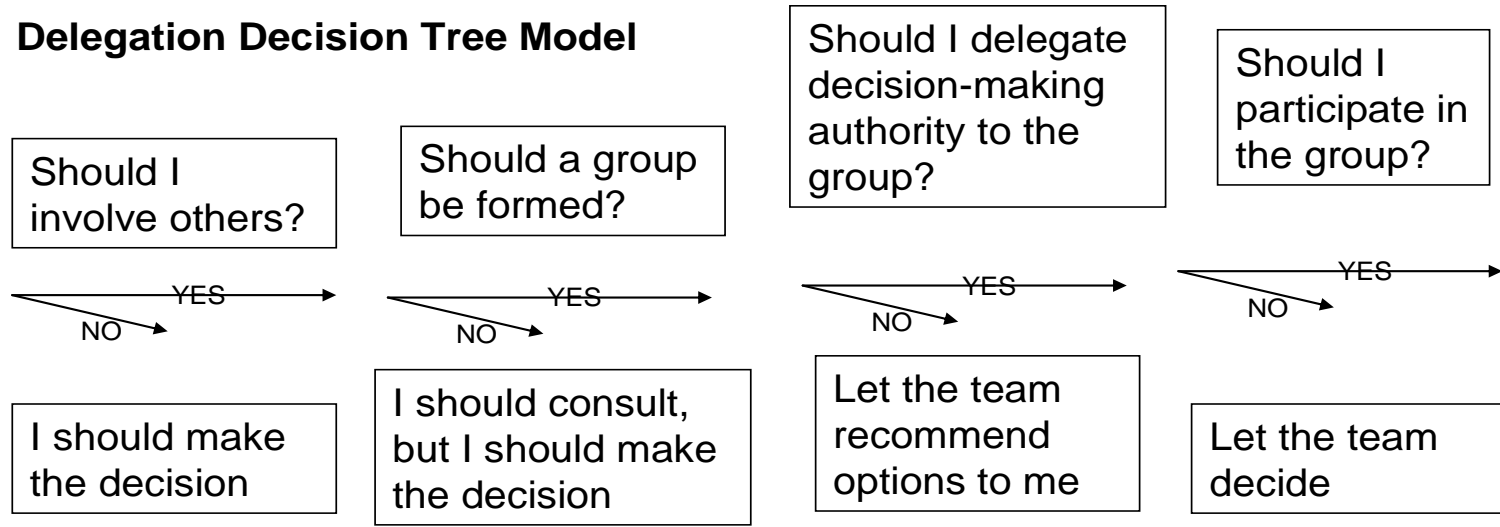 Delegation Decision Tree Model
Should I
involve others?
Should a group
be formed?
Should I delegate
decision-making
authority to the
group?
Should I
participate in
the group?
YES
NO
YES
NO
YES
NO
YES
NO
I should make
the decision
I should consult,
but I should make
the decision
Let the team
recommend
options to me
Let the team
decide